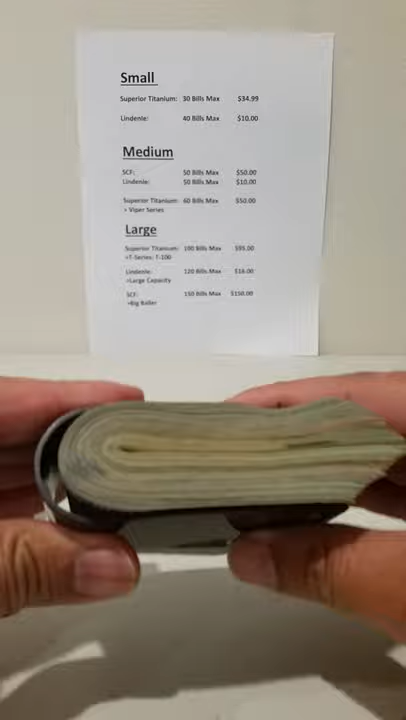 Small
Superior Titanium: 30 Bills Max $34.99
Lindenle: 40 Bills Max $10.00
Medium
SCF: 50 Bills Max $50.00
Lindenle: 50 Bills Max $10.00
Superior Titanium: 60 Bills Max $50.00
> Viper Series
Large
Superior Titanium: 100 Bills Max $95.00
>T-Series: T-100
Lindenle: 120 Bills Max $16.00
>Large Capacity
SCF: 150 Bills Max $150.00
>Big Baller